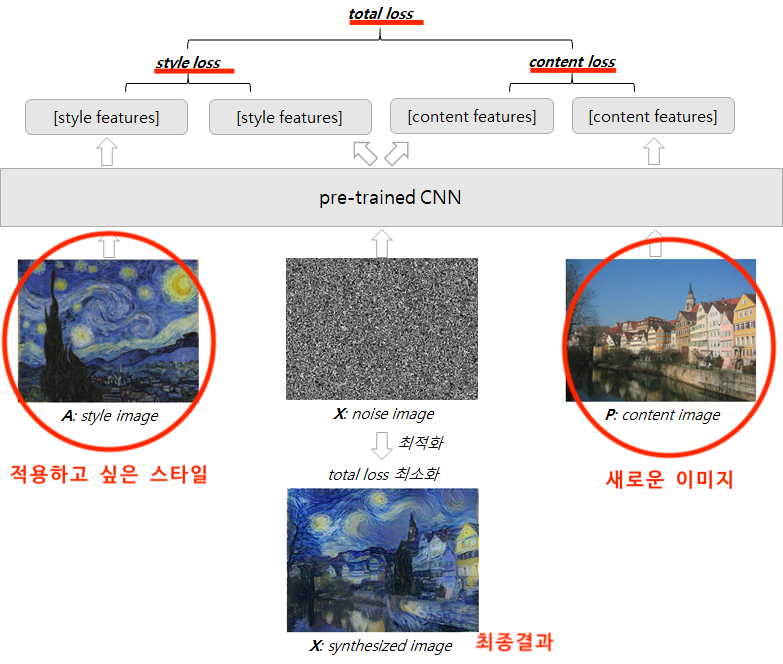 total loss
style loss
content loss
[style features]
[style features]
[content features]
[content features]
pre-trained CNN
A: style image
X: noise image
P: content image
적용하고 싶은 스타일
최적화
새로운 이미지
total loss 최소화
X: synthesized image
최종결과